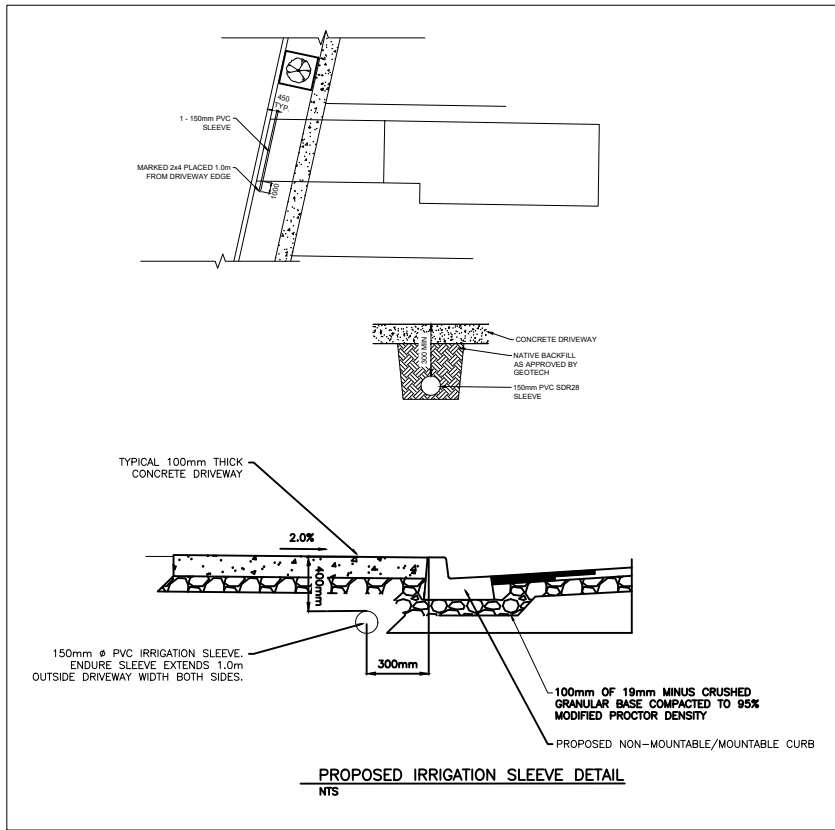 450
TYP.
1 - 150mm PVC
SLEEVE
MARKED 2x4 PLACED 1.0m
FROM DRIVEWAY EDGE
1000
CONCRETE DRIVEWAY
300 MIN
NATIVE BACKFILL
AS APPROVED BY
GEOTECH
150mm PVC SDR28
SLEEVE
TYPICAL 100mm THICK
CONCRETE DRIVEWAY
2.0%
400mm
150mm ø PVC IRRIGATION SLEEVE.
ENDURE SLEEVE EXTENDS 1.0m
OUTSIDE DRIVEWAY WIDTH BOTH SIDES.
300mm
100mm OF 19mm MINUS CRUSHED
GRANULAR BASE COMPACTED TO 95%
MODIFIED PROCTOR DENSITY
PROPOSED NON-MOUNTABLE/MOUNTABLE CURB
PROPOSED IRRIGATION SLEEVE DETAIL
NTS